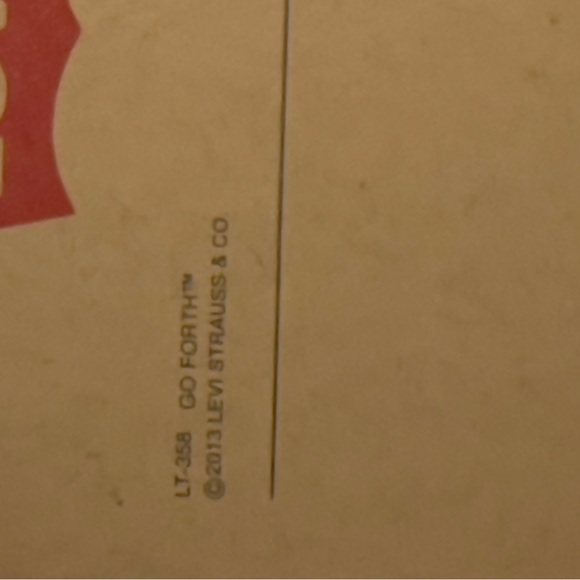 LT-358 GO FORTH™
©2013 LEVI STRAUSS & CO